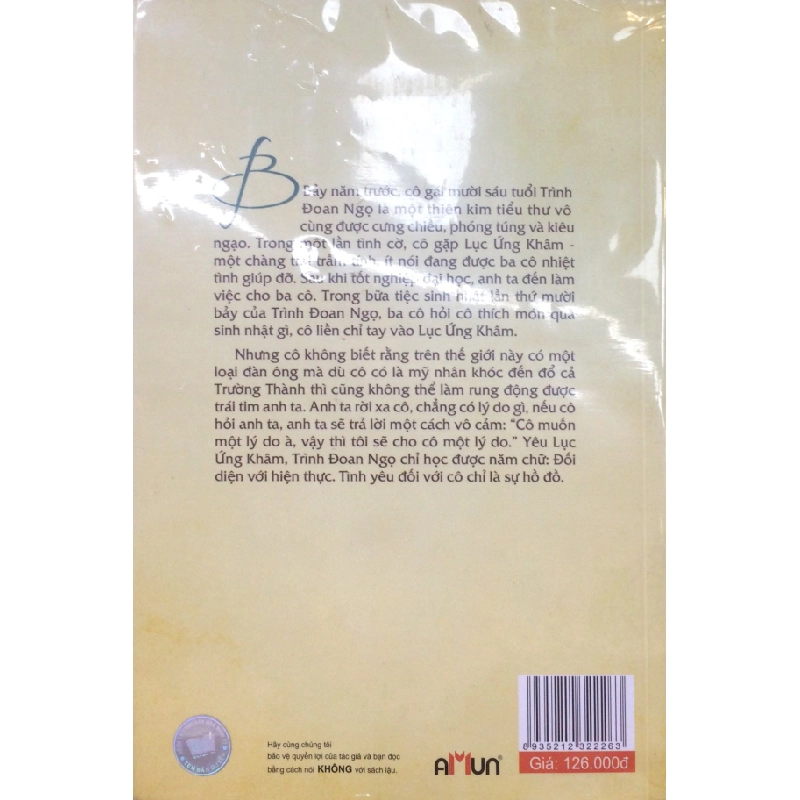 B Bảy năm trước, cô gái mười sáu tuổi Trình
Đoan Ngọ là một thiên kim tiểu thư vô
cùng được cưng chiều, phóng túng và kiêu
ngạo. Trong một lần tình cờ, cô gặp Lục Ứng Khâm -
một chàng trai trầm tính, ít nói đang được ba cô nhiệt
tình giúp đỡ. Sau khi tốt nghiệp đại học, anh ta đến làm
việc cho ba cô. Trong bữa tiệc sinh nhật lần thứ mười
bảy của Trình Đoan Ngọ, ba cô hỏi cô thích món quà
sinh nhật gì, cô liền chỉ tay vào Lục Ứng Khâm.
Nhưng cô không biết rằng trên thế giới này có một
loại đàn ông mà dù cô có là mỹ nhân khóc đến đổ cả
Trường Thành thì cũng không thể làm rung động được
trái tim anh ta. Anh ta rời xa cô, chẳng có lý do gì, nếu cô
hỏi anh ta, anh ta sẽ trả lời một cách vô cảm: “Cô muốn
một lý do à, vậy thì tôi sẽ cho cô một lý do.” Yêu Lục
Ứng Khâm, Trình Đoan Ngọ chỉ học được năm chữ: Đối
diện với hiện thực. Tình yêu đối với cô chỉ là sự hồ đồ.
Hãy cùng chúng tôi
bảo vệ quyền lợi của tác giả và bạn đọc
bằng cách nói KHÔNG với sách lậu.
AMUN
8935212322263
Giá: 126.000đ